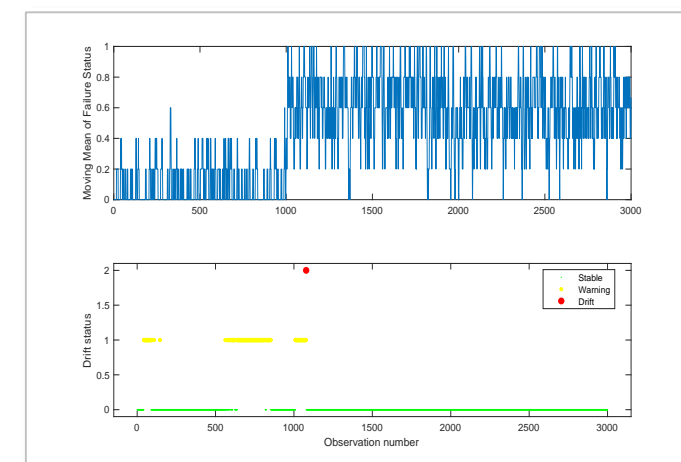 Moving Mean of Failure Status
1
0.8
0.6
0.4
0.2
0
0 500 1000 1500 2000 2500 3000
Drift status
2
1.5
1
0.5
0
Stable
Warning
Drift
0 500 1000 1500 2000 2500 3000
Observation number